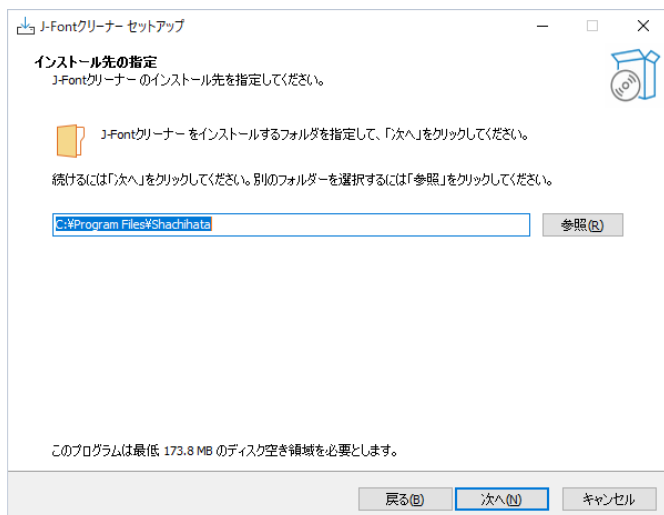 J-Fontクリーナー セットアップ
インストール先の指定
J-Fontクリーナー のインストール先を指定してください。
J-Fontクリーナー をインストールするフォルダを指定して、「次へ」をクリックしてください。
続けるには「次へ」をクリックしてください。別のフォルダーを選択するには「参照」をクリックしてください。
C:¥Program Files¥Shachihata
参照(R)
このプログラムは最低 173.8 MB のディスク空き領域を必要とします。
戻る(B) 次へ(N) キャンセル